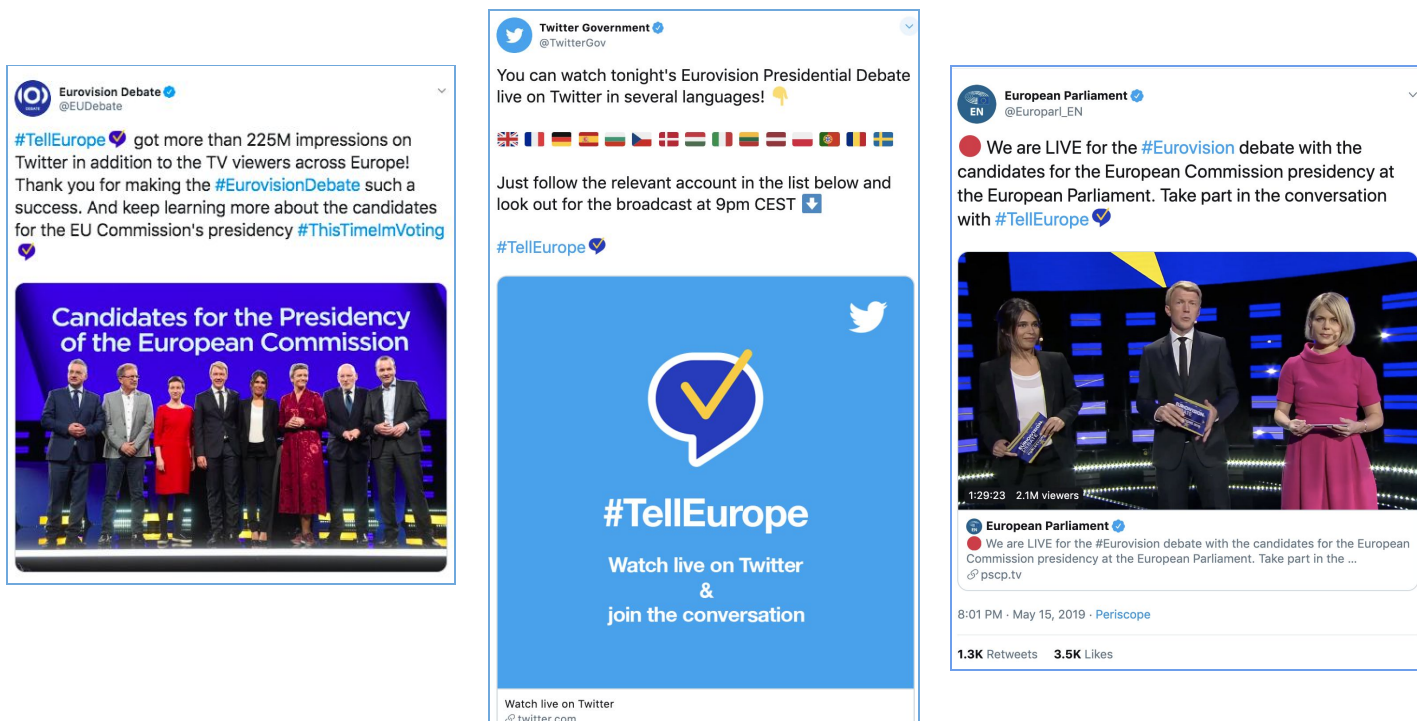 Eurovision Debate
@EUDebate
#TellEurope got more than 225M impressions on
Twitter in addition to the TV viewers across Europe!
Thank you for making the #EurovisionDebate such a
success. And keep learning more about the candidates
for the EU Commission's presidency #ThisTimeImVoting
Candidates for the Presidency
of the European Commission
Twitter Government
@TwitterGov
You can watch tonight's Eurovision Presidential Debate
live on Twitter in several languages! 👇
🇬🇧 🇫🇷 🇩🇪 🇪🇸 🇧🇬 🇨🇿 🇩🇰 🇭🇺 🇮🇹 🇱🇹 🇱🇻 🇵🇱 🇵🇹 🇷🇴 🇸🇪
Just follow the relevant account in the list below and
look out for the broadcast at 9pm CEST ⬇️
#TellEurope
#TellEurope
Watch live on Twitter
&
join the conversation
Watch live on Twitter
twitter.com
European Parliament
EN
@Europarl_EN
🔴 We are LIVE for the #Eurovision debate with the
candidates for the European Commission presidency at
the European Parliament. Take part in the conversation
with #TellEurope
1:29:23 2.1M viewers
European Parliament
🔴 We are LIVE for the #Eurovision debate with the candidates for the European
Commission presidency at the European Parliament. Take part in the ...
pscp.tv
8:01 PM · May 15, 2019 · Periscope
1.3K Retweets 3.5K Likes